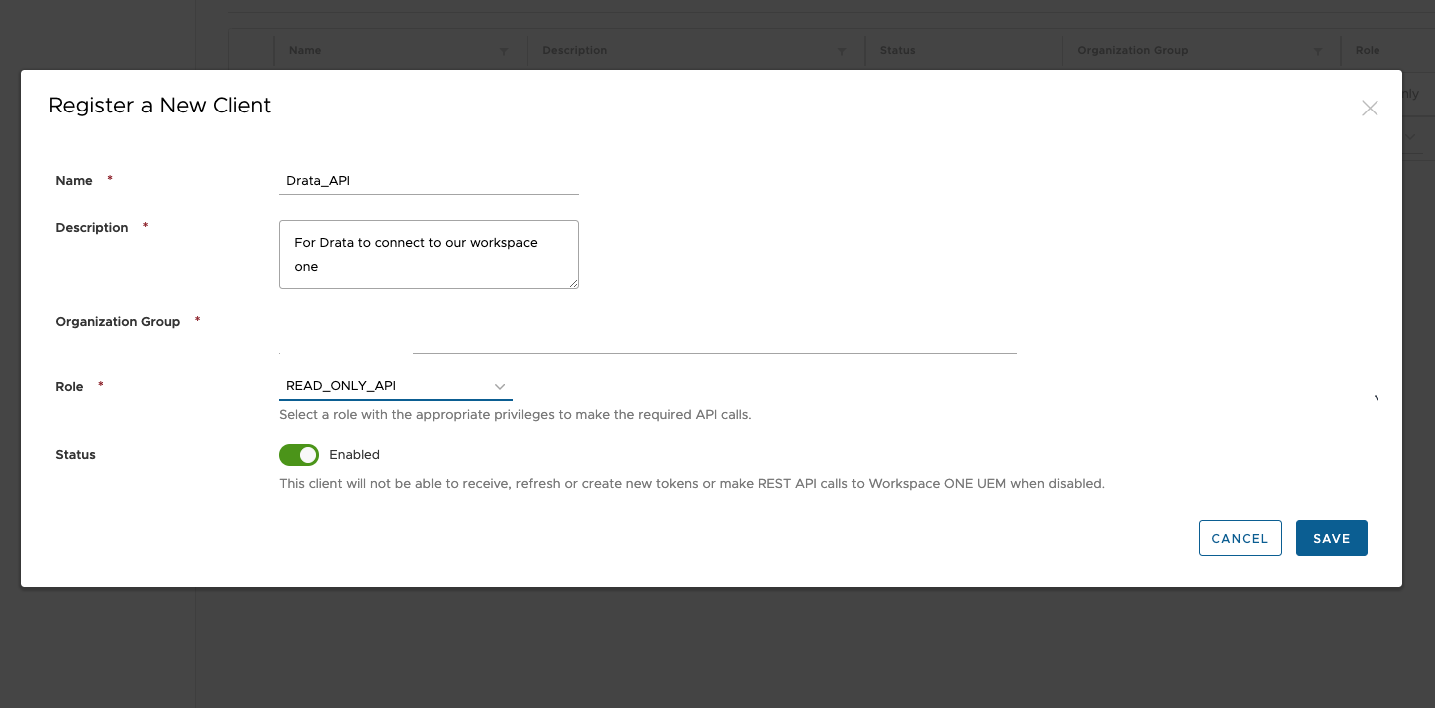 Name Description Status Organization Group Role
Register a New Client
Name *
Drata_API
Description *
For Drata to connect to our workspace
one
Organization Group *
Role *
READ_ONLY_API
Select a role with the appropriate privileges to make the required API calls.
Status
Enabled
This client will not be able to receive, refresh or create new tokens or make REST API calls to Workspace ONE UEM when disabled.
CANCEL SAVE